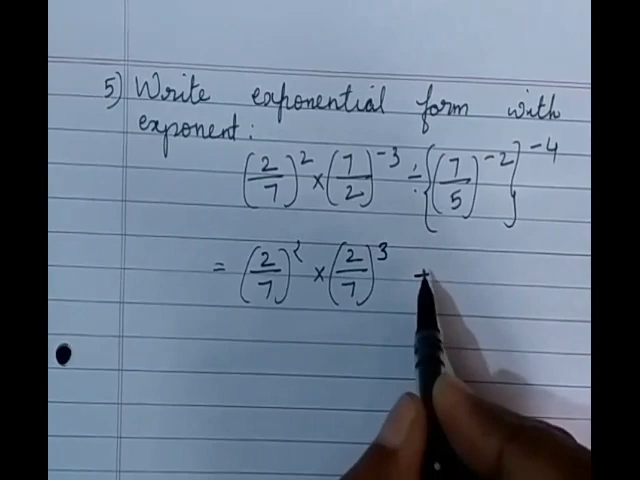 5) Write exponential form with
exponent:
(2/7)^2 × (7/2)^-3 ÷ {(7/5)^-2}^-4
= (2/7)^2 × (2/7)^3